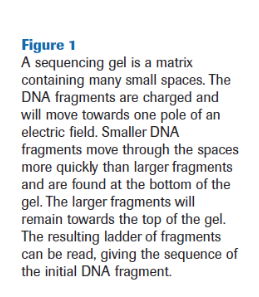 Figure 1
A sequencing gel is a matrix
containing many small spaces. The
DNA fragments are charged and
will move towards one pole of an
electric field. Smaller DNA
fragments move through the spaces
more quickly than larger fragments
and are found at the bottom of the
gel. The larger fragments will
remain towards the top of the gel.
The resulting ladder of fragments
can be read, giving the sequence of
the initial DNA fragment.